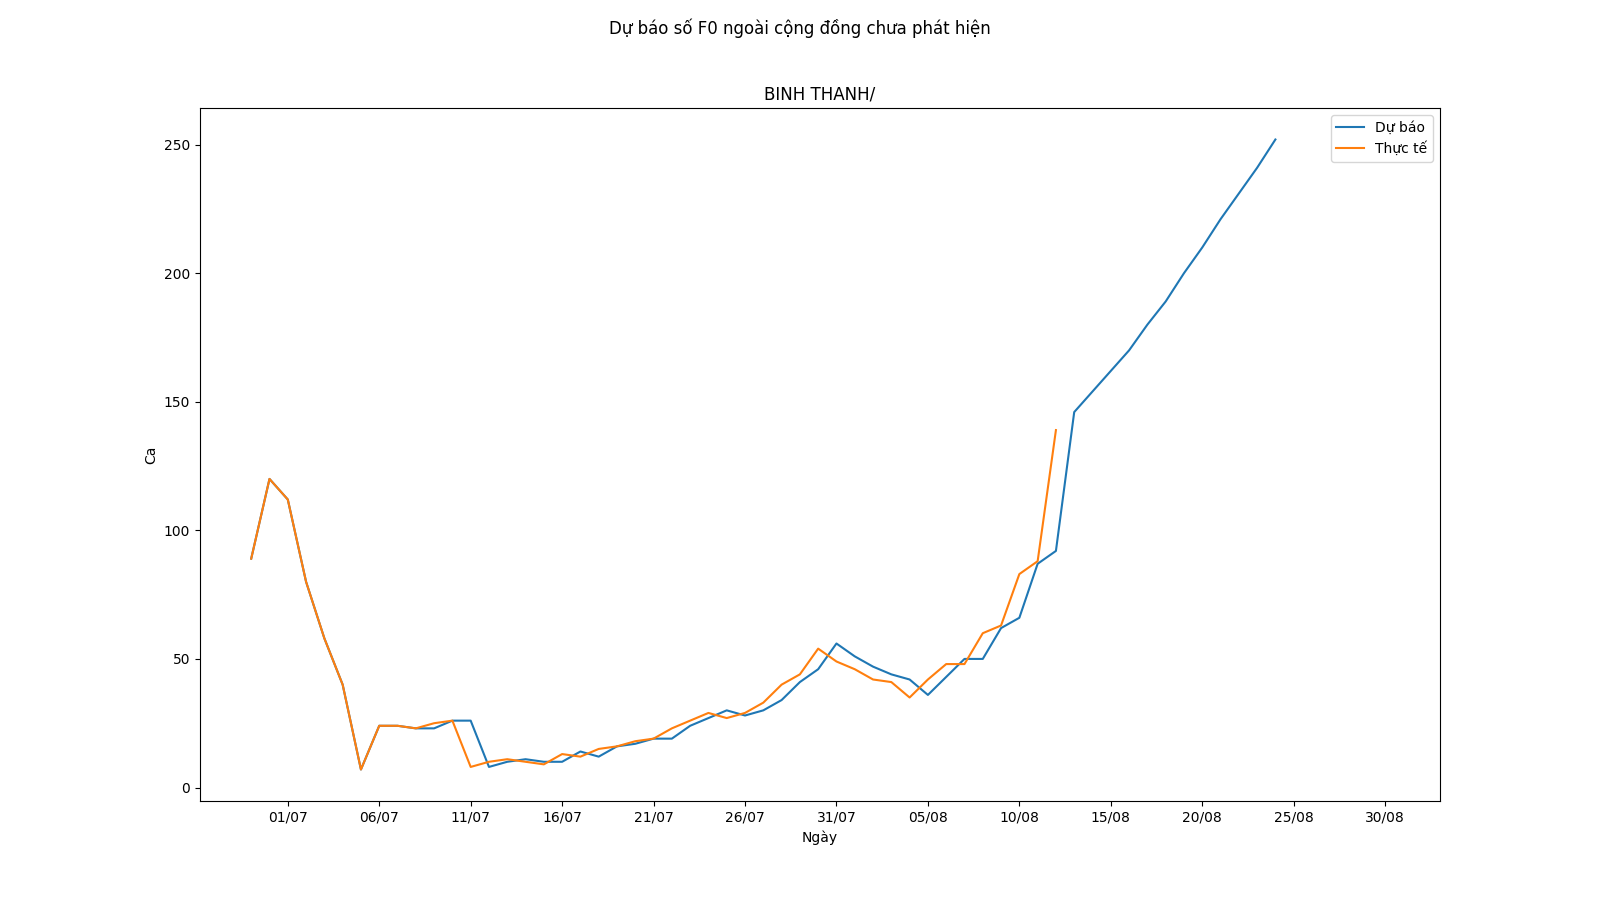 Dự báo số F0 ngoài cộng đồng chưa phát hiện
BINH THANH/
Dự báo
Thực tế
250
200
150
100
50
0
Ca
01/07 06/07 11/07 16/07 21/07 26/07 31/07 05/08 10/08 15/08 20/08 25/08 30/08
Ngày